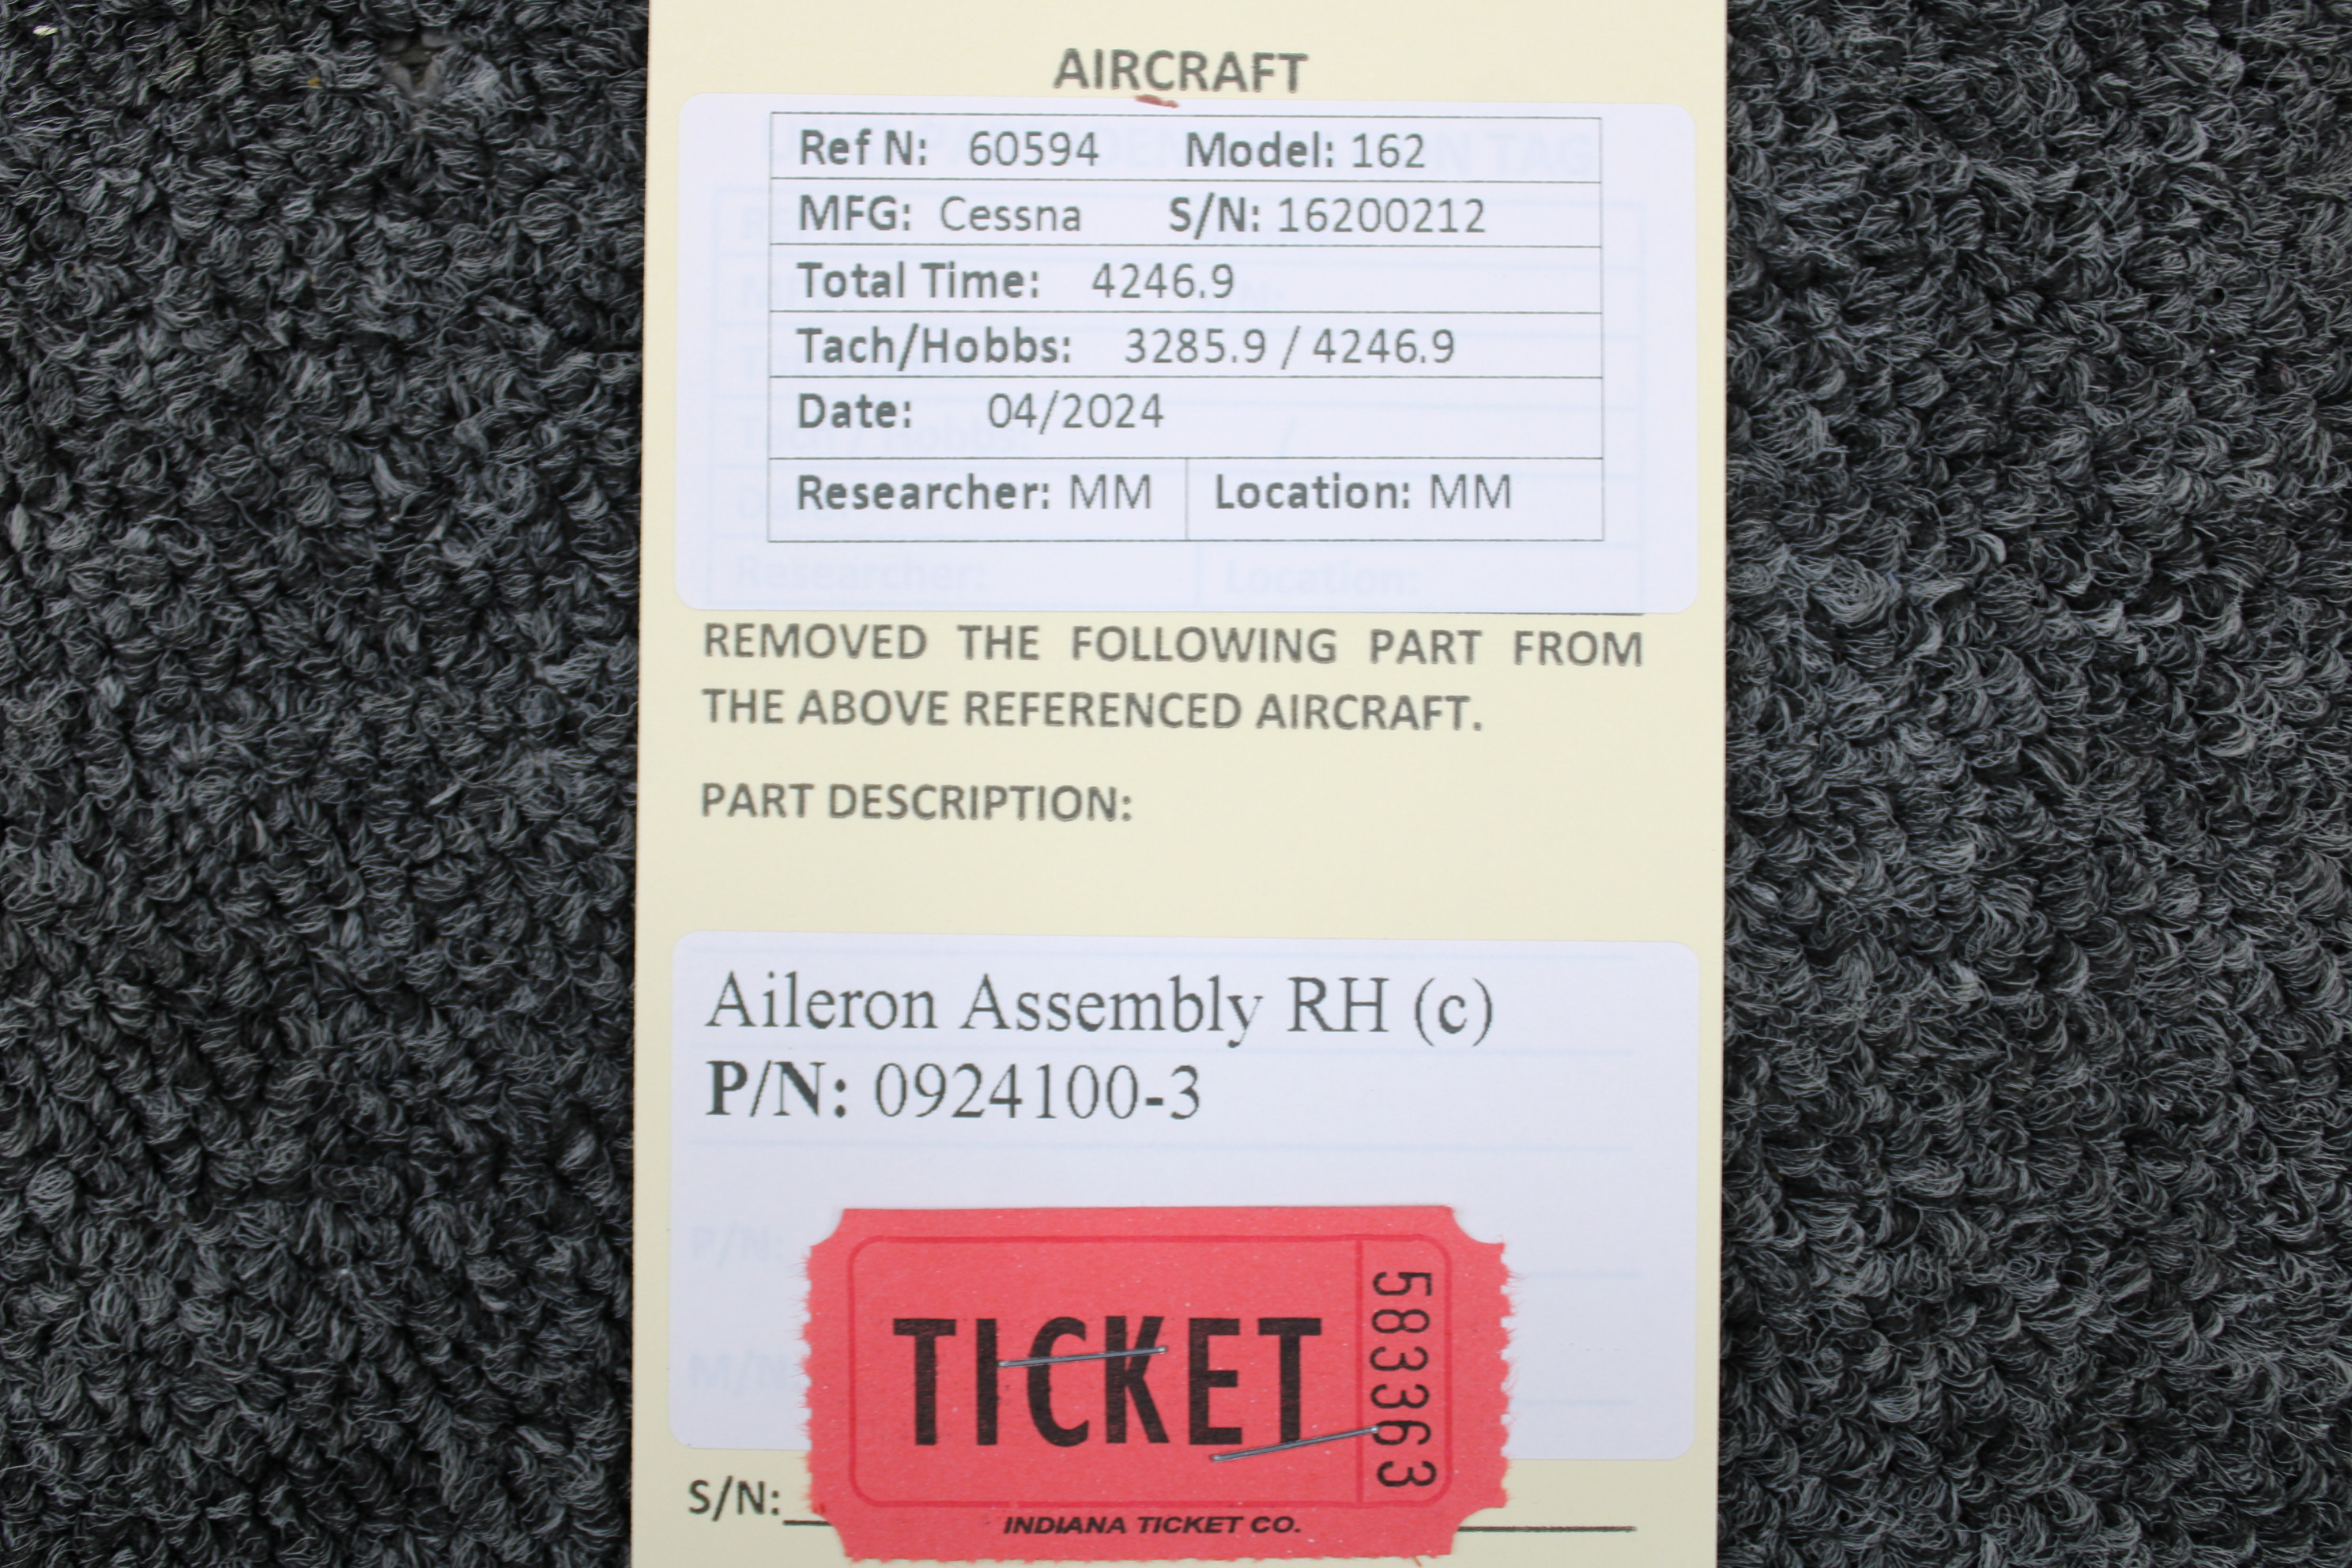 AIRCRAFT
Ref N: 60594 Model: 162
MFG: Cessna S/N: 16200212
Total Time: 4246.9
Tach/Hobbs: 3285.9 / 4246.9
Date: 04/2024
Researcher: MM Location: MM
Researcher: Location:
REMOVED THE FOLLOWING PART FROM
THE ABOVE REFERENCED AIRCRAFT.
PART DESCRIPTION:
Aileron Assembly RH (c)
P/N: 0924100-3
P/N:
M/N:
TICKET
583363
S/N:
INDIANA TICKET CO.